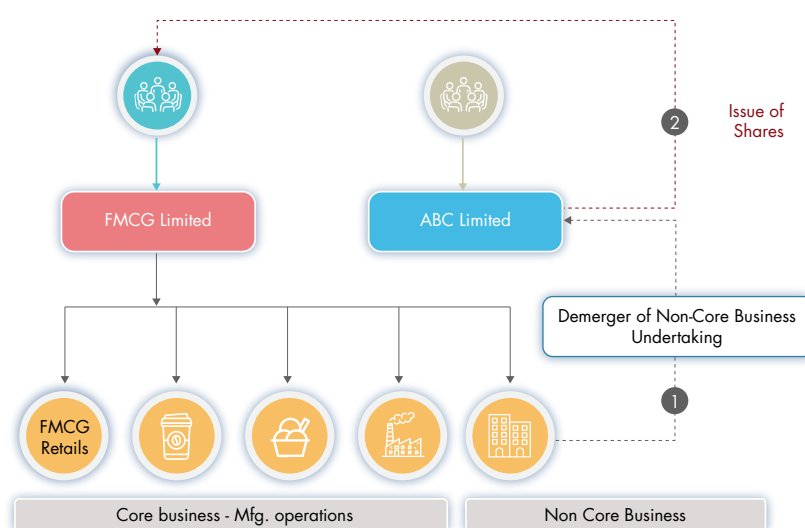 2
Issue of
Shares
FMCG Limited
ABC Limited
Demerger of Non-Core Business
Undertaking
1
FMCG
Retails
Core business - Mfg. operations
Non Core Business